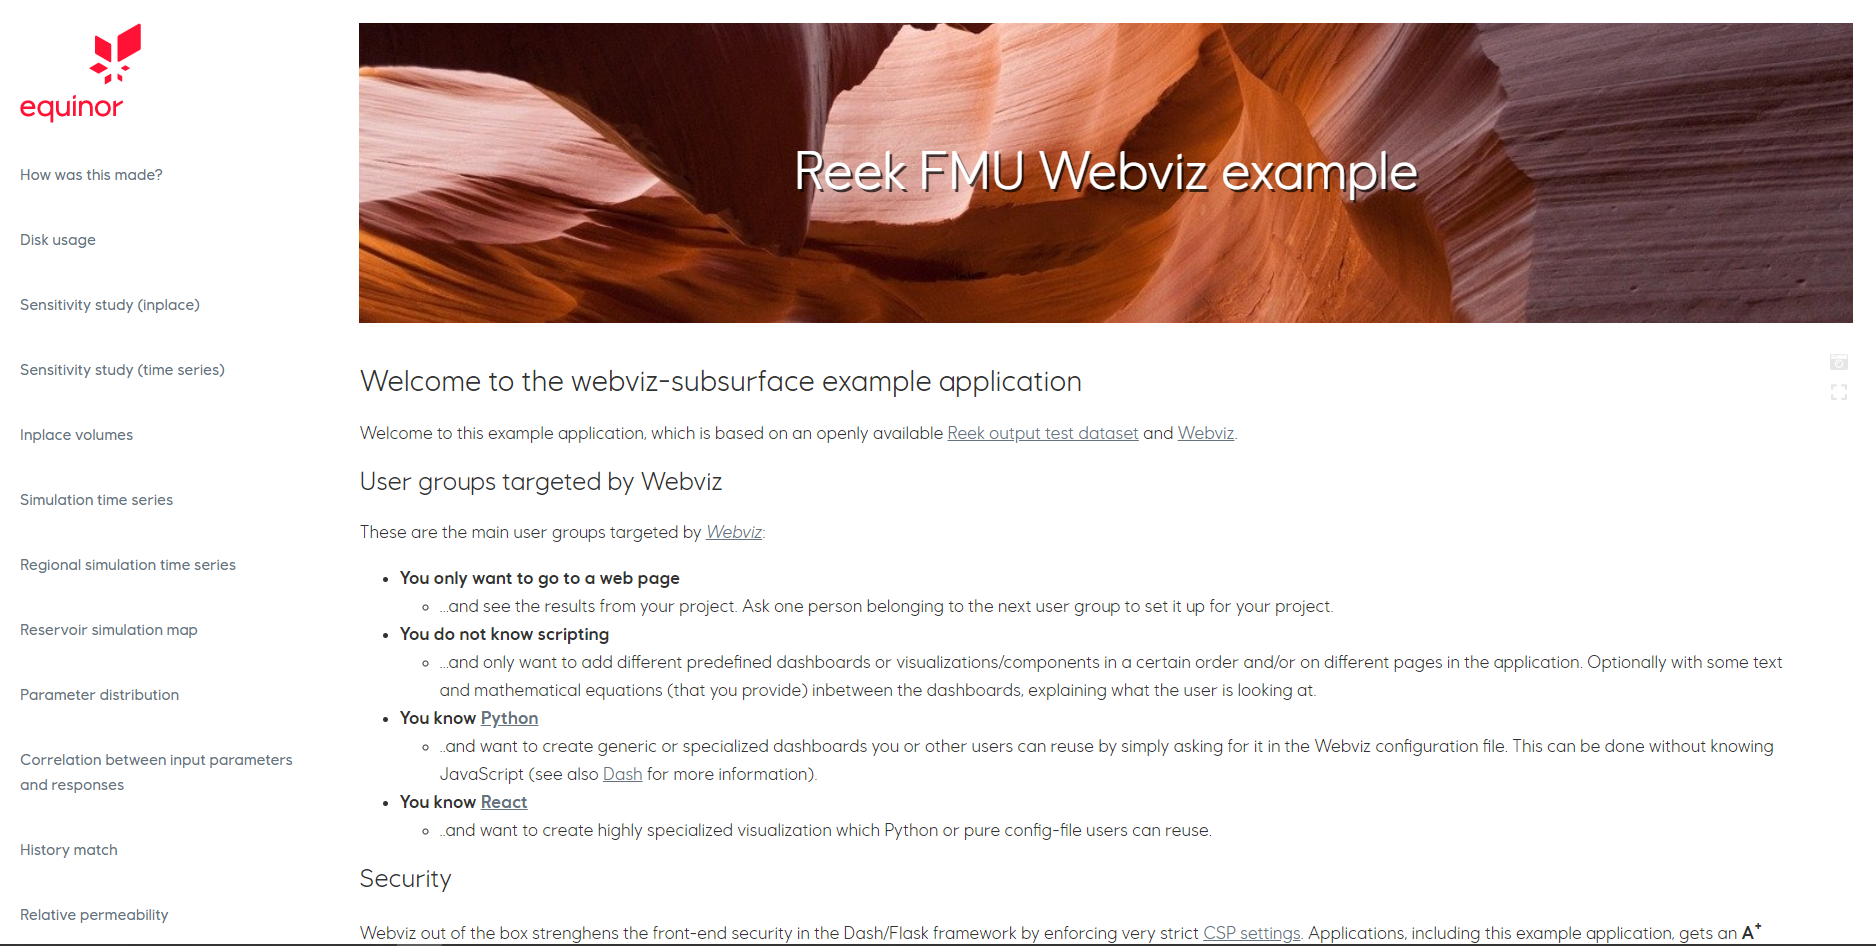 equinor
How was this made?
Disk usage
Sensitivity study (inplace)
Sensitivity study (time series)
Inplace volumes
Simulation time series
Regional simulation time series
Reservoir simulation map
Parameter distribution
Correlation between input parameters
and responses
History match
Relative permeability
Reek FMU Webviz example
Welcome to the webviz-subsurface example application
Welcome to this example application, which is based on an openly available Reek output test dataset and Webviz.
User groups targeted by Webviz
These are the main user groups targeted by Webviz:
• You only want to go to a web page
◦ ...and see the results from your project. Ask one person belonging to the next user group to set it up for your project.
• You do not know scripting
◦ ...and only want to add different predefined dashboards or visualizations/components in a certain order and/or on different pages in the application. Optionally with some text
and mathematical equations (that you provide) inbetween the dashboards, explaining what the user is looking at.
• You know Python
◦ ..and want to create generic or specialized dashboards you or other users can reuse by simply asking for it in the Webviz configuration file. This can be done without knowing
JavaScript (see also Dash for more information).
• You know React
◦ ..and want to create highly specialized visualization which Python or pure config-file users can reuse.
Security
Webviz out of the box strenghens the front-end security in the Dash/Flask framework by enforcing very strict CSP settings. Applications, including this example application, gets an A+